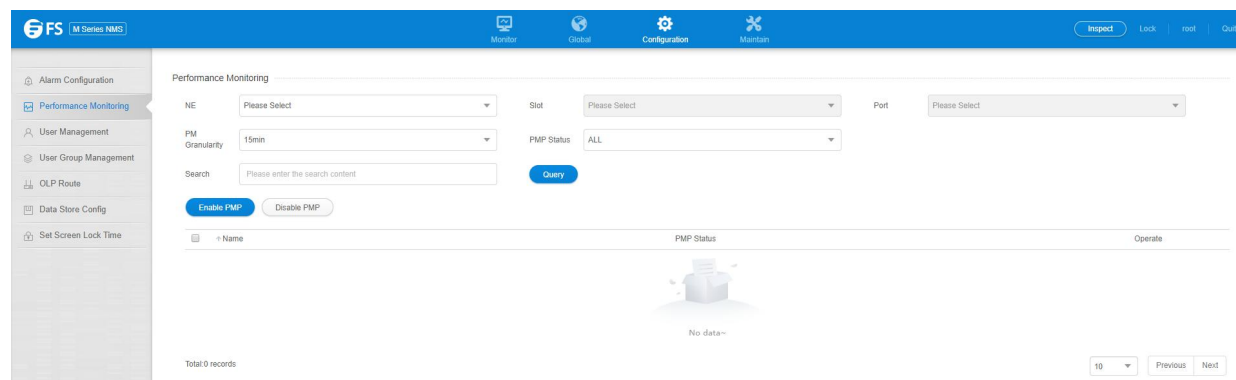 FS M Series NMS
Monitor Global Configuration Maintain
Inspect Lock root Quit
Alarm Configuration
Performance Monitoring
User Management
User Group Management
OLP Route
Data Store Config
Set Screen Lock Time
Performance Monitoring
NE Please Select Slot Please Select Port Please Select
PM Granularity 15min PMP Status ALL
Search Please enter the search content Query
Enable PMP Disable PMP
↑Name PMP Status Operate
No data~
Total:0 records 10 Previous Next